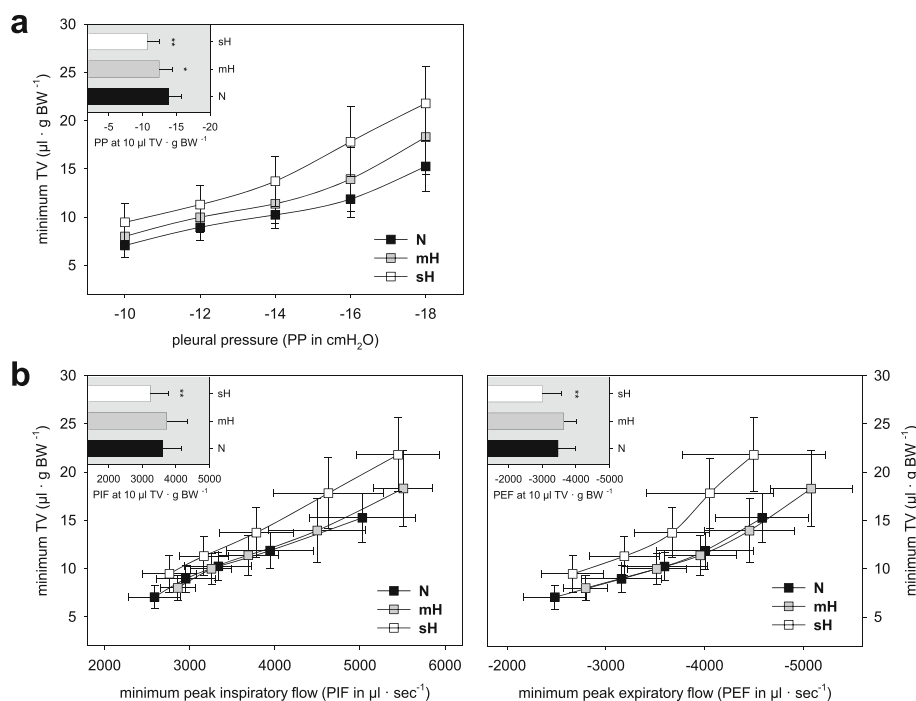 a
30
25
20
15
10
5
minimum TV (µl · g BW⁻¹)
sH
**
mH
*
N
-5 -10 -15 -20
PP at 10 µl TV · g BW⁻¹
N
mH
sH
-10 -12 -14 -16 -18
pleural pressure (PP in cmH₂O)
b
30
25
20
15
10
5
minimum TV (µl · g BW⁻¹)
sH
**
mH
N
2000 3000 4000 5000
PIF at 10 µl TV · g BW⁻¹
N
mH
sH
2000 3000 4000 5000 6000
minimum peak inspiratory flow (PIF in µl · sec⁻¹)
sH
**
mH
N
-2000 -3000 -4000 -5000
PEF at 10 µl TV · g BW⁻¹
N
mH
sH
30
25
20
15
10
5
minimum TV (µl · g BW⁻¹)
-2000 -3000 -4000 -5000
minimum peak expiratory flow (PEF in µl · sec⁻¹)